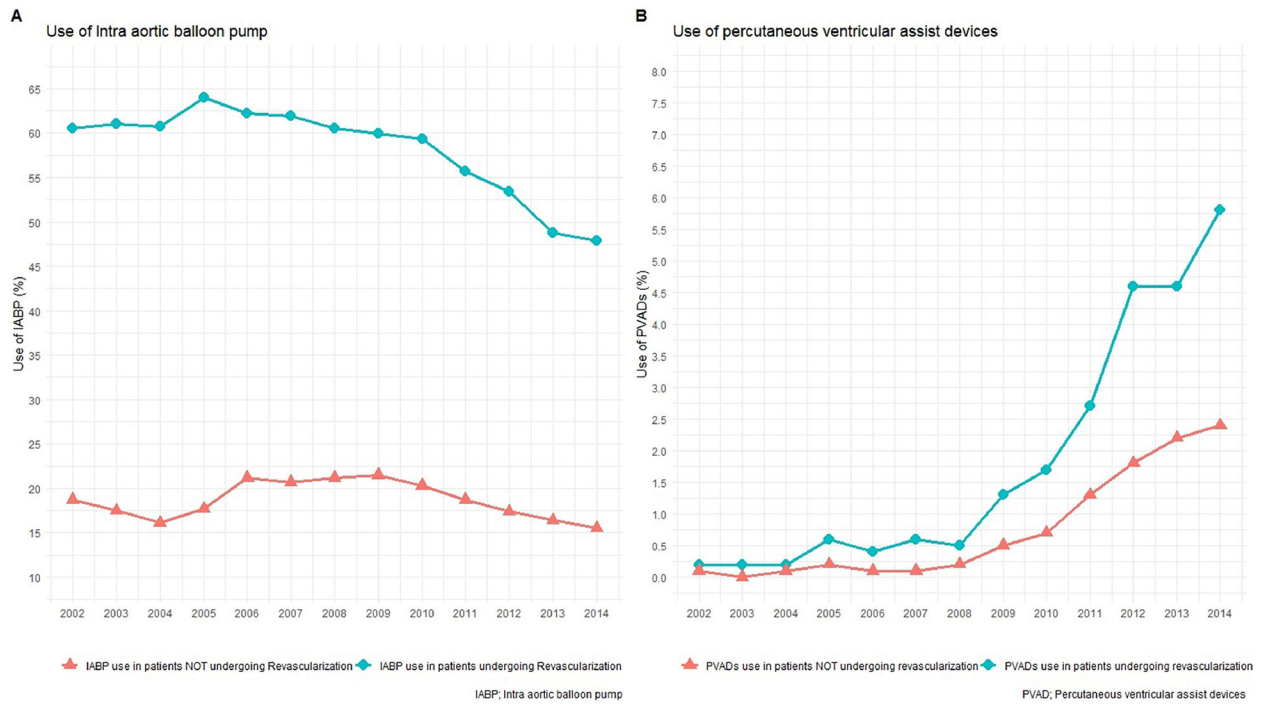 A
Use of Intra aortic balloon pump
Use of IABP (%)
65
60
55
50
45
40
35
30
25
20
15
10
2002 2003 2004 2005 2006 2007 2008 2009 2010 2011 2012 2013 2014
IABP use in patients NOT undergoing Revascularization IABP use in patients undergoing Revascularization
IABP; Intra aortic balloon pump
B
Use of percutaneous ventricular assist devices
Use of PVADs (%)
8.0
7.5
7.0
6.5
6.0
5.5
5.0
4.5
4.0
3.5
3.0
2.5
2.0
1.5
1.0
0.5
0.0
2002 2003 2004 2005 2006 2007 2008 2009 2010 2011 2012 2013 2014
PVADs use in patients NOT undergoing revascularization PVADs use in patients undergoing revascularization
PVAD; Percutaneous ventricular assist devices